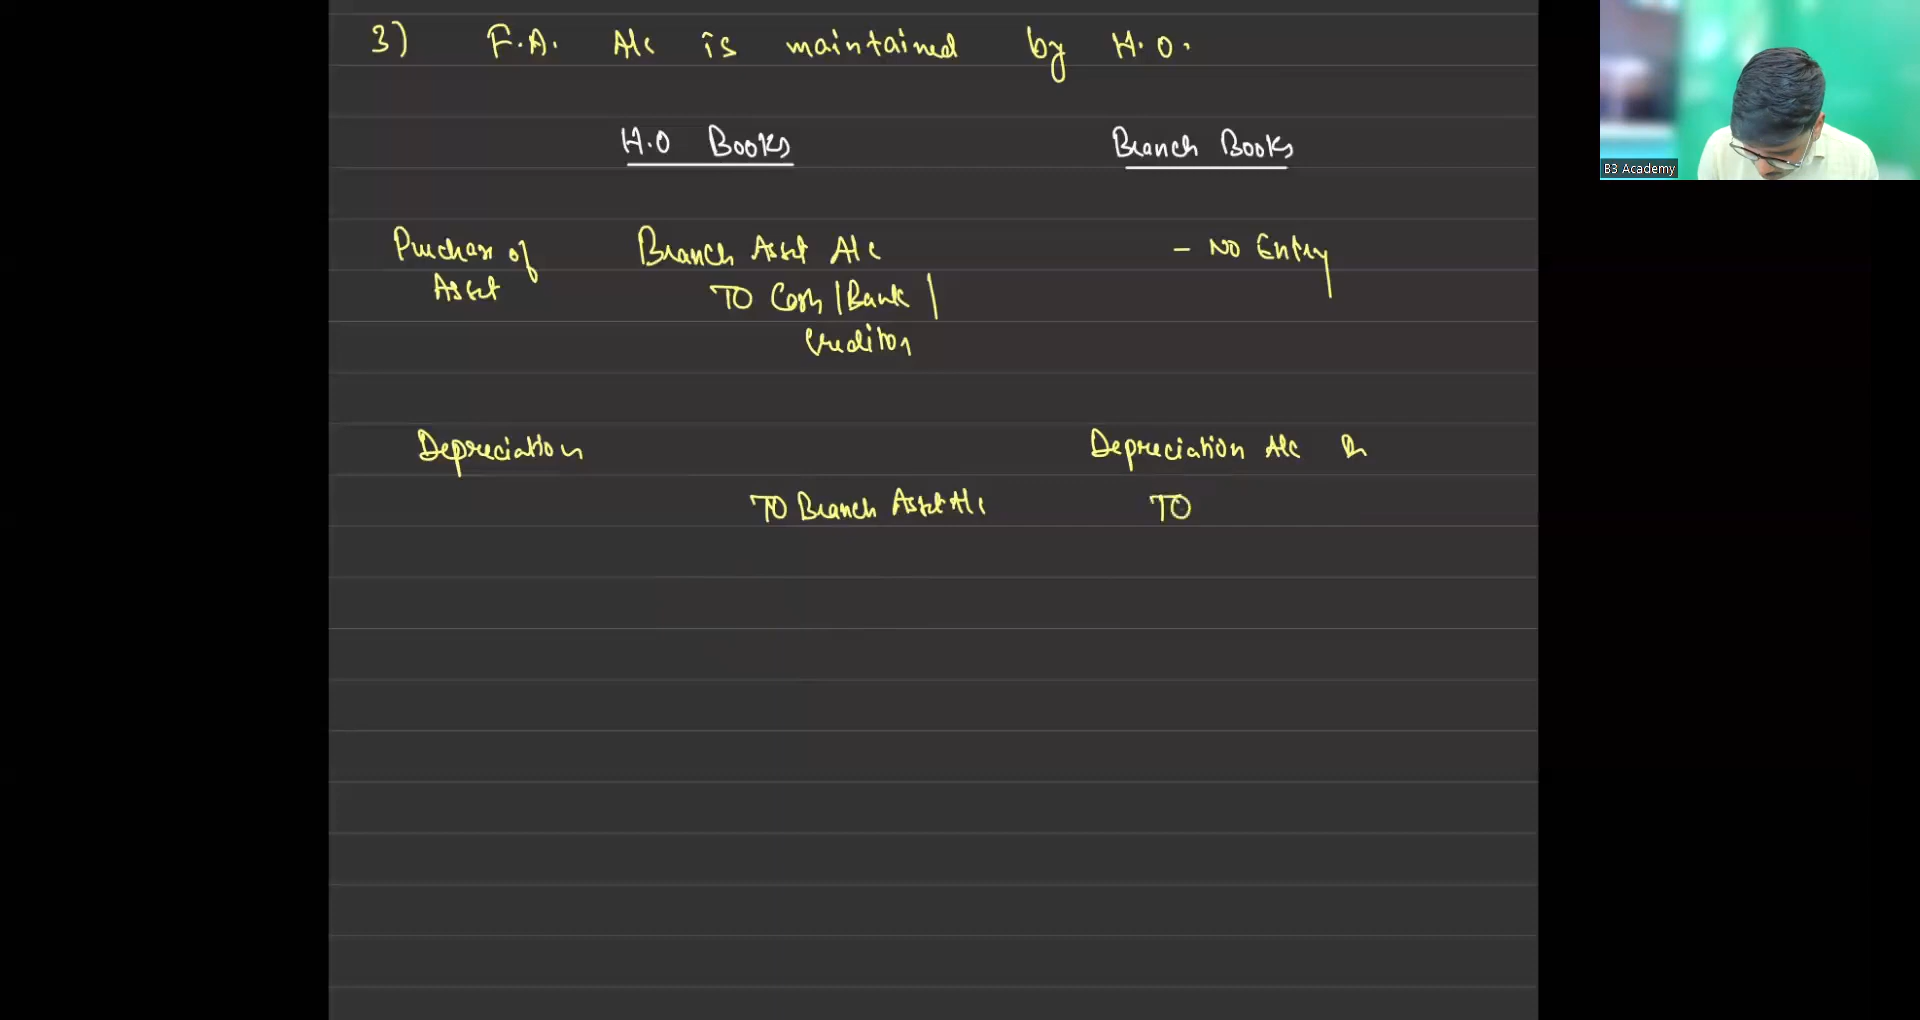 3) F.A. A/c is maintained by H.O.
H.O Books Branch Books
Purchase of Branch Asset A/c - No Entry
Asset To Cash | Bank |
Creditor
Depreciation Depreciation A/c Dr
To Branch Asset A/c To
B3 Academy